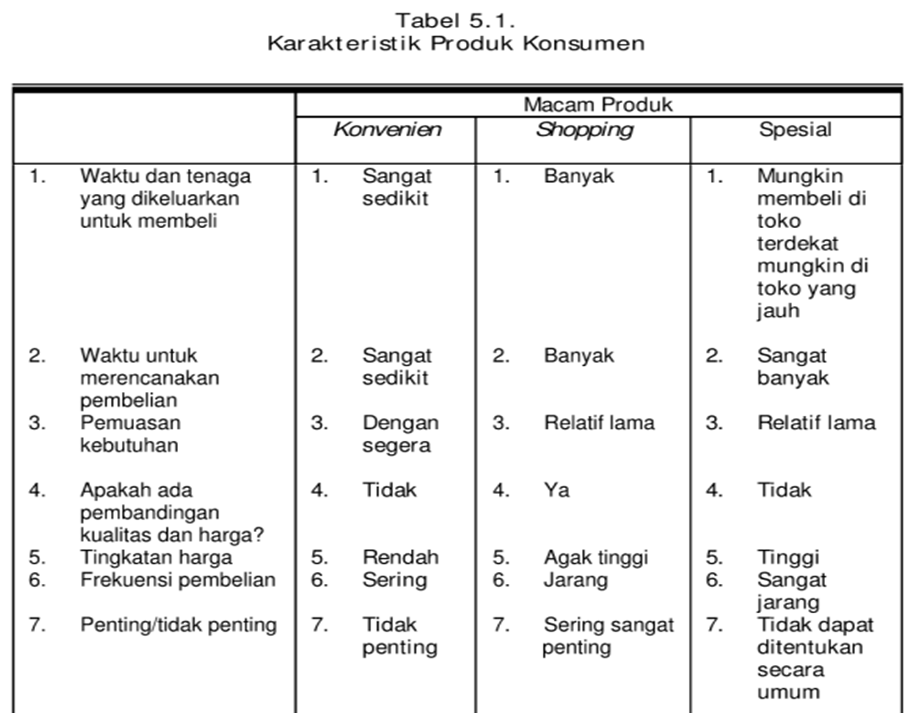 Tabel 5.1.
Karakteristik Produk Konsumen
Macam Produk
Konvenien Shopping Spesial
1. Waktu dan tenaga 1. Sangat 1. Banyak 1. Mungkin
yang dikeluarkan sedikit membeli di
untuk membeli toko
terdekat
mungkin di
toko yang
jauh
2. Waktu untuk 2. Sangat 2. Banyak 2. Sangat
merencanakan sedikit banyak
pembelian
3. Pemuasan 3. Dengan 3. Relatif lama 3. Relatif lama
kebutuhan segera
4. Apakah ada 4. Tidak 4. Ya 4. Tidak
pembandingan
kualitas dan harga?
5. Tingkatan harga 5. Rendah 5. Agak tinggi 5. Tinggi
6. Frekuensi pembelian 6. Sering 6. Jarang 6. Sangat
jarang
7. Penting/tidak penting 7. Tidak 7. Sering sangat 7. Tidak dapat
penting penting ditentukan
secara
umum